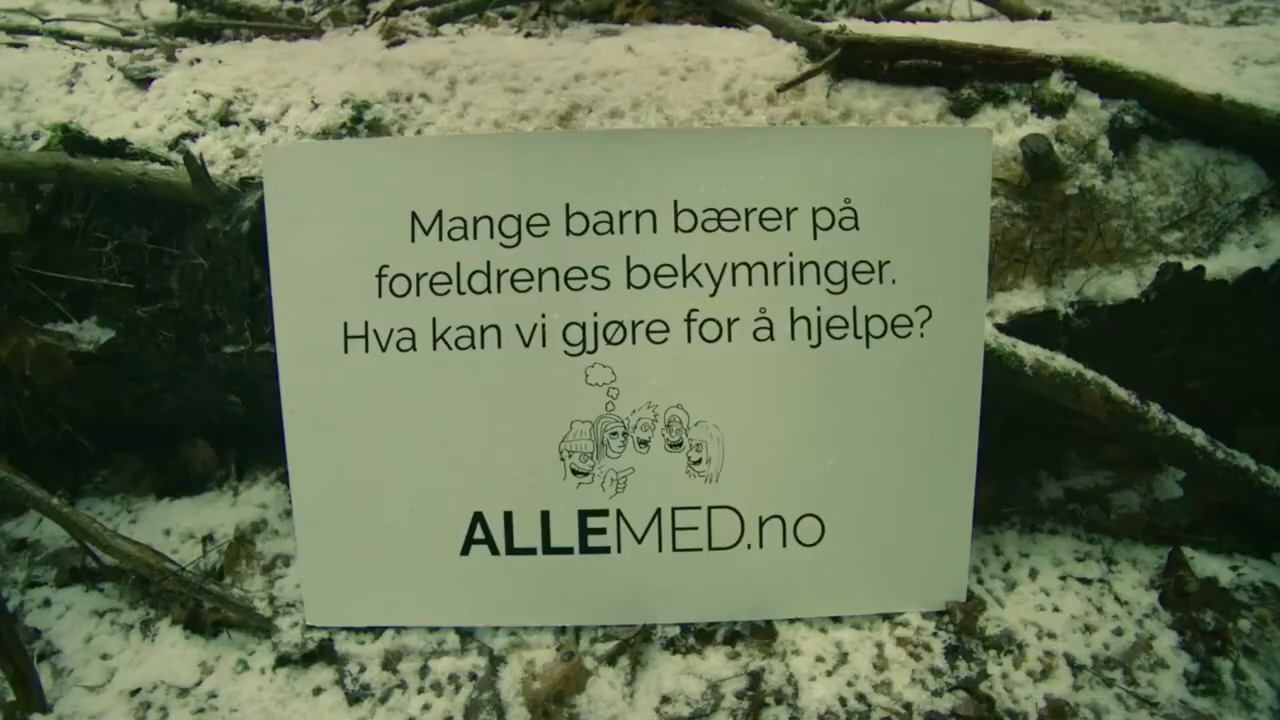 Mange barn bærer på
foreldrenes bekymringer.
Hva kan vi gjøre for å hjelpe?
ALLEMED.no